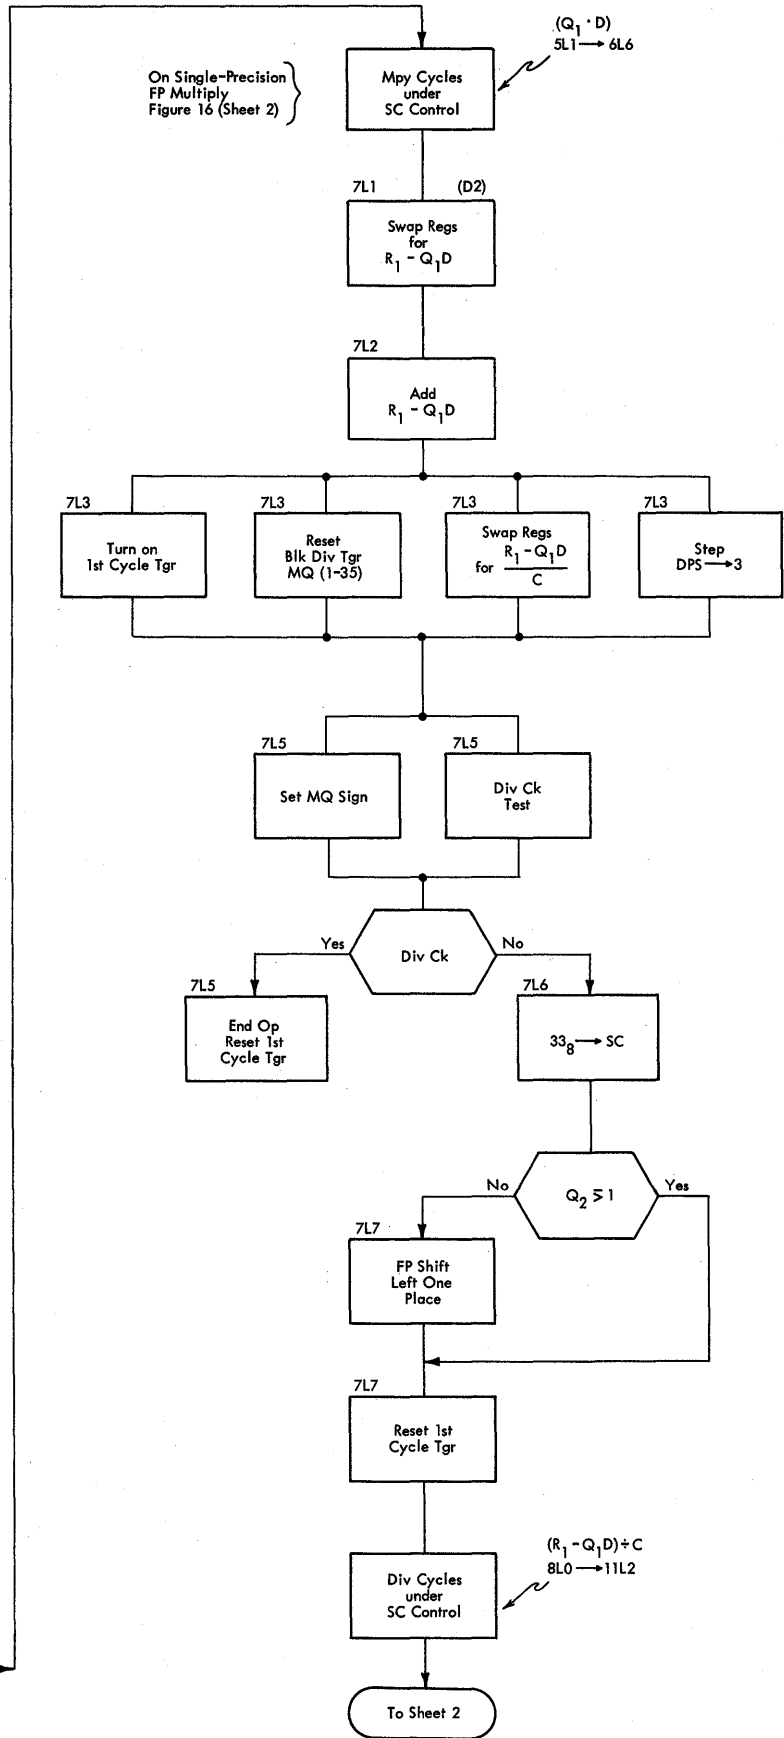 (Q1 · D)
5L1 → 6L6
On Single-Precision
FP Multiply
Figure 16 (Sheet 2)
Mpy Cycles
under
SC Control
7L1 (D2)
Swap Regs
for
R1 - Q1D
7L2
Add
R1 - Q1D
7L3 7L3 7L3 7L3
Turn on
1st Cycle Tgr
Reset
Blk Div Tgr
MQ (1-35)
Swap Regs
for R1 - Q1D
C
Step
DPS → 3
7L5 7L5
Set MQ Sign
Div Ck
Test
Yes Div Ck No
7L5
End Op
Reset 1st
Cycle Tgr
7L6
338 → SC
No Q2 ≥ 1 Yes
7L7
FP Shift
Left One
Place
7L7
Reset 1st
Cycle Tgr
(R1 - Q1D) ÷ C
8L0 → 11L2
Div Cycles
under
SC Control
To Sheet 2